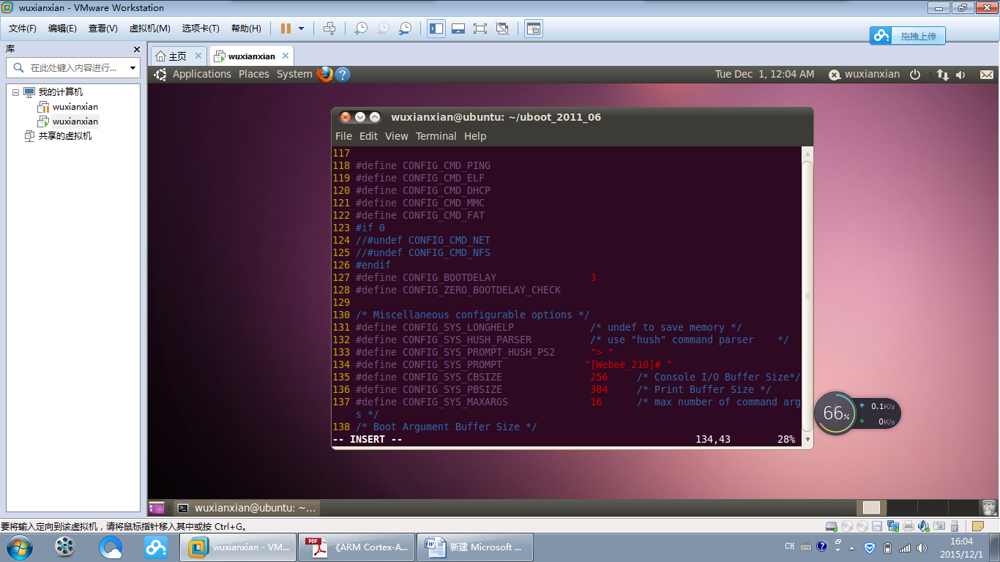 wuxianxian - VMware Workstation
文件(F) 编辑(E) 查看(V) 虚拟机(M) 选项卡(T) 帮助(H)
拖拽上传
库
在此处键入内容进行...
我的计算机
wuxianxian
wuxianxian
共享的虚拟机
主页 wuxianxian
Applications Places System
Tue Dec 1, 12:04 AM wuxianxian
wuxianxian@ubuntu: ~/uboot_2011_06
File Edit View Terminal Help
117
118 #define CONFIG_CMD_PING
119 #define CONFIG_CMD_ELF
120 #define CONFIG_CMD_DHCP
121 #define CONFIG_CMD_MMC
122 #define CONFIG_CMD_FAT
123 #if 0
124 //#undef CONFIG_CMD_NET
125 //#undef CONFIG_CMD_NFS
126 #endif
127 #define CONFIG_BOOTDELAY 3
128 #define CONFIG_ZERO_BOOTDELAY_CHECK
129
130 /* Miscellaneous configurable options */
131 #define CONFIG_SYS_LONGHELP /* undef to save memory */
132 #define CONFIG_SYS_HUSH_PARSER /* use "hush" command parser */
133 #define CONFIG_SYS_PROMPT_HUSH_PS2 "> "
134 #define CONFIG_SYS_PROMPT "[Webee_210]# "
135 #define CONFIG_SYS_CBSIZE 256 /* Console I/O Buffer Size*/
136 #define CONFIG_SYS_PBSIZE 384 /* Print Buffer Size */
137 #define CONFIG_SYS_MAXARGS 16 /* max number of command arg
s */
138 /* Boot Argument Buffer Size */
-- INSERT -- 134,43 28%
66%
0.1K/s
0K/s
wuxianxian@ubuntu: ~...
要将输入定向到该虚拟机，请将鼠标指针移入其中或按 Ctrl+G。
wuxianxian - VM...
PDF
《ARM Cortex-A...
新建 Microsoft ...
CH
16:04
2015/12/1